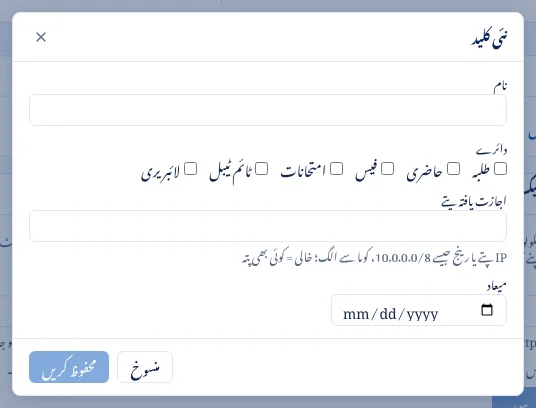 نئی کلید
نام
دائرے
طلبہ حاضری فیس امتحانات ٹائم ٹیبل لائبریری
اجازت یافتہ پتے
IP پتے یا رینج جیسے 10.0.0.0/8، کوما سے الگ؛ خالی = کوئی بھی پتہ
میعاد
mm/dd/yyyy
منسوخ محفوظ کریں